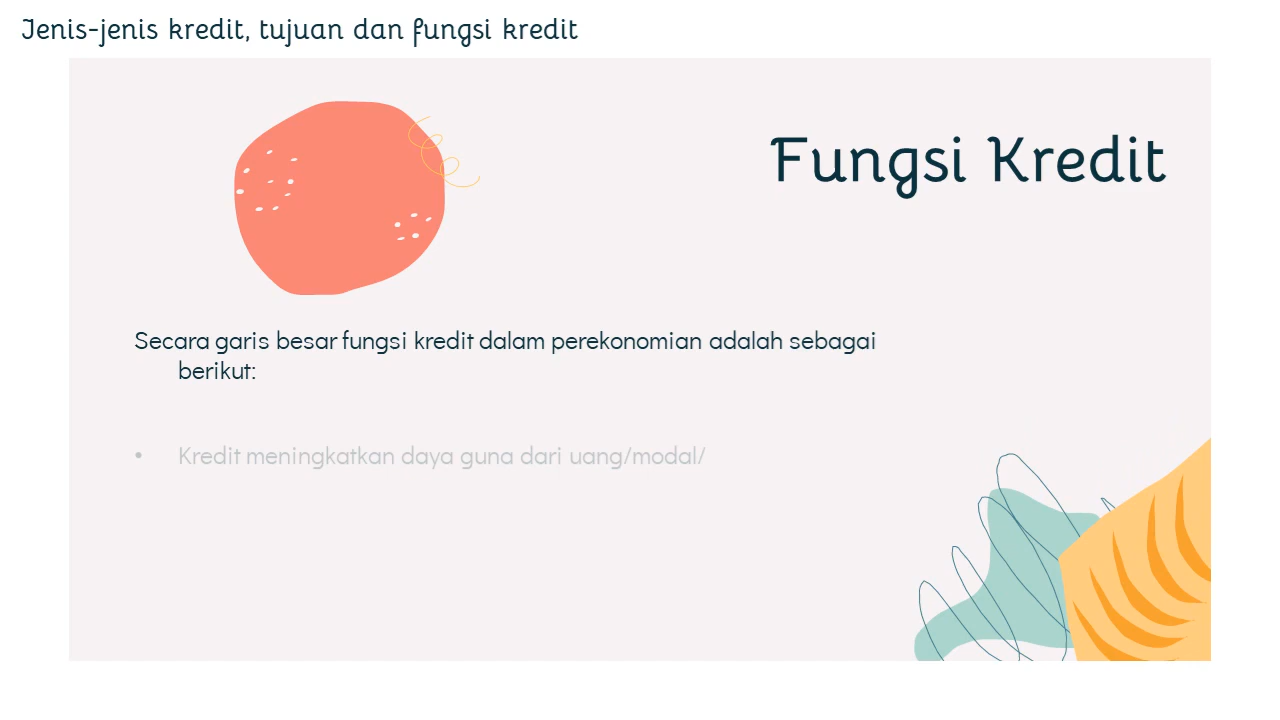 Jenis-jenis kredit, tujuan dan fungsi kredit
Fungsi Kredit
Secara garis besar fungsi kredit dalam perekonomian adalah sebagai
berikut:
• Kredit meningkatkan daya guna dari uang/modal/